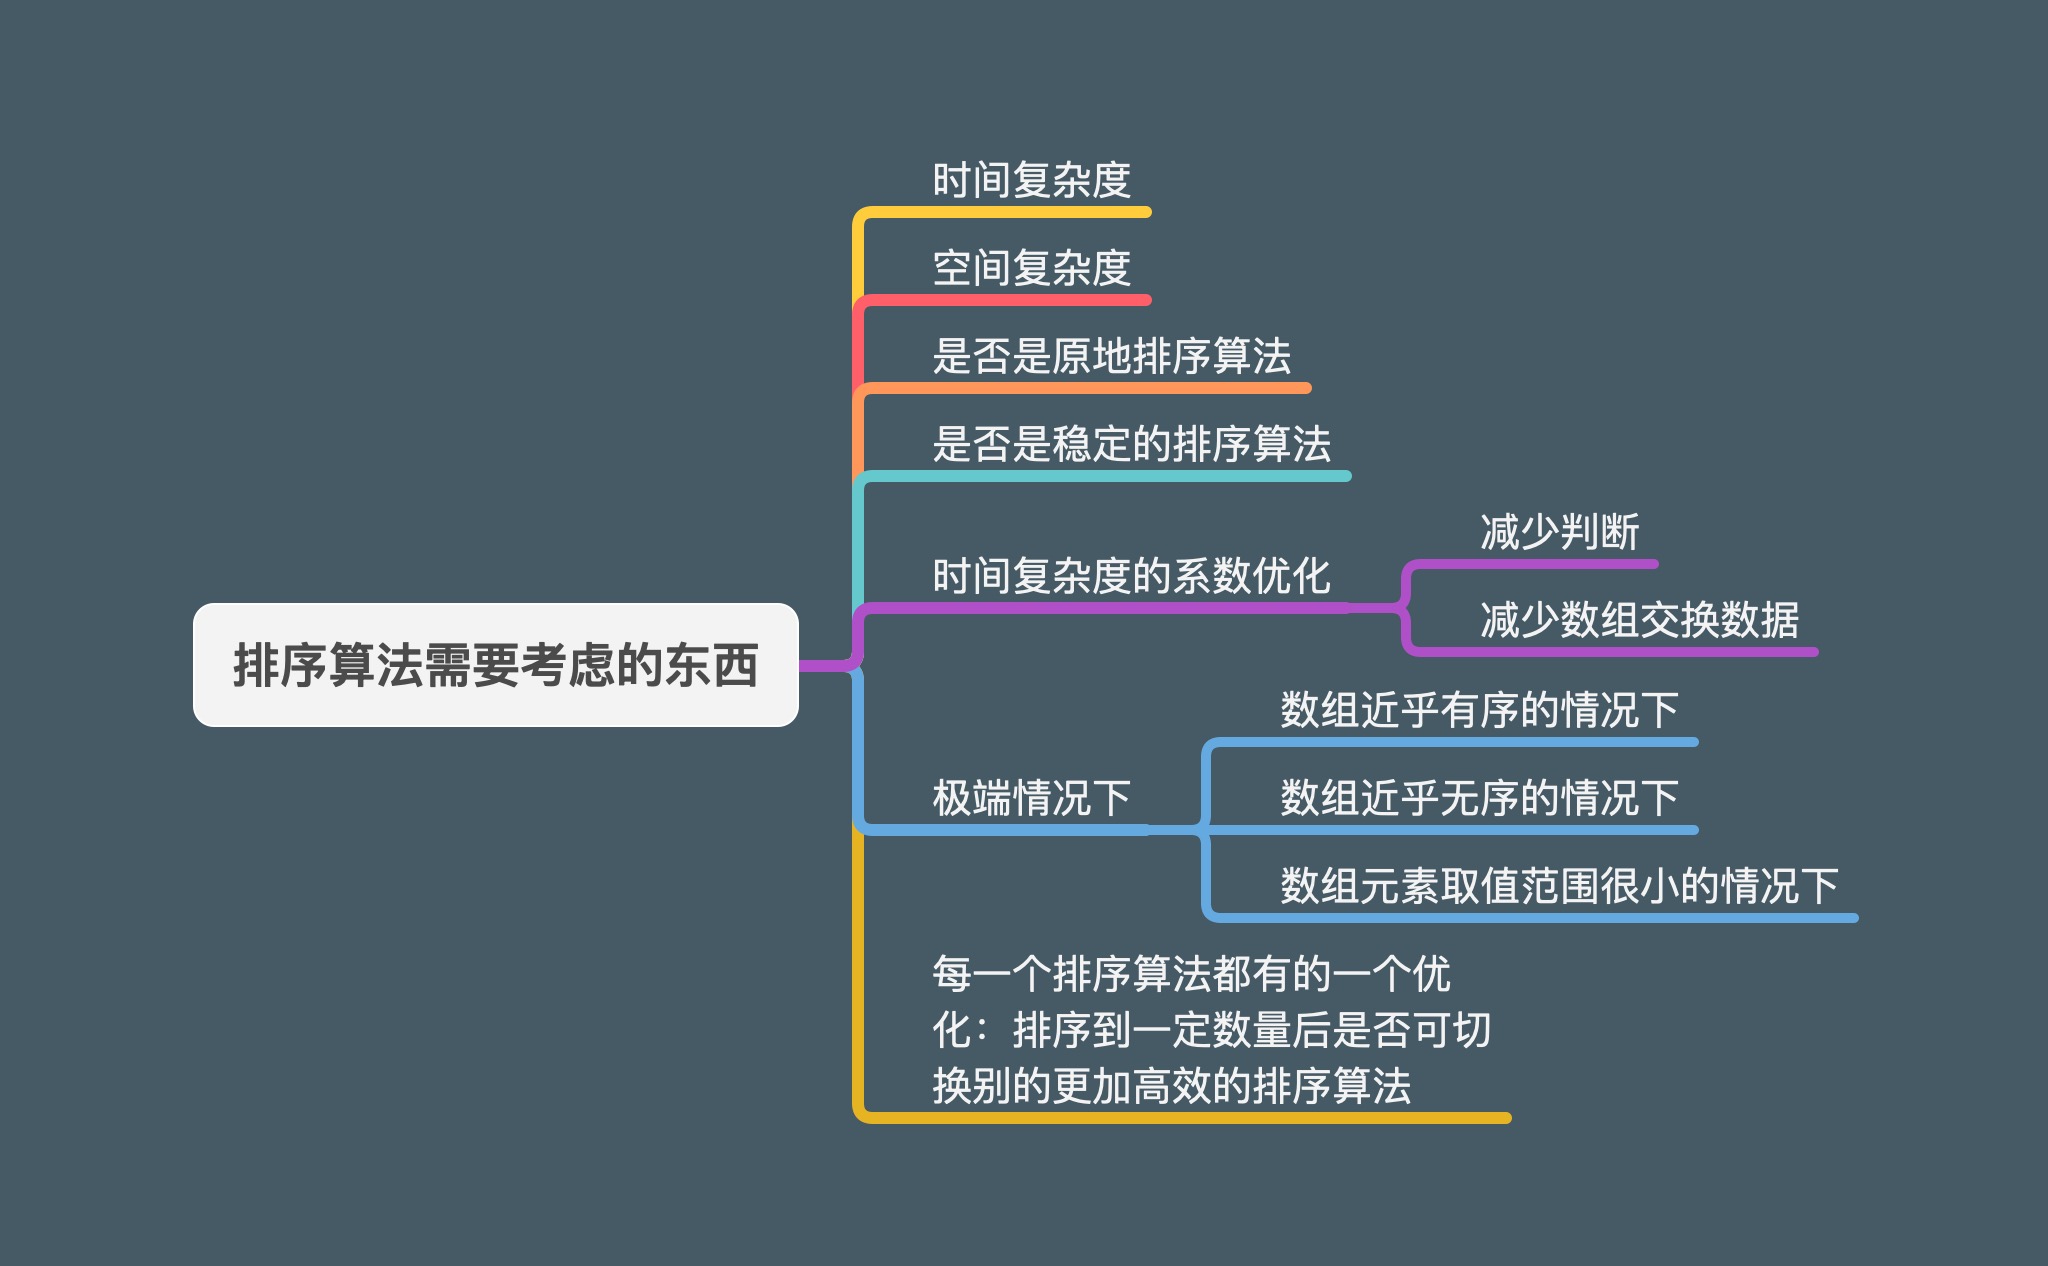 时间复杂度
空间复杂度
是否是原地排序算法
是否是稳定的排序算法
时间复杂度的系数优化
减少判断
减少数组交换数据
排序算法需要考虑的东西
极端情况下
数组近乎有序的情况下
数组近乎无序的情况下
数组元素取值范围很小的情况下
每一个排序算法都有的一个优
化：排序到一定数量后是否可切
换别的更加高效的排序算法